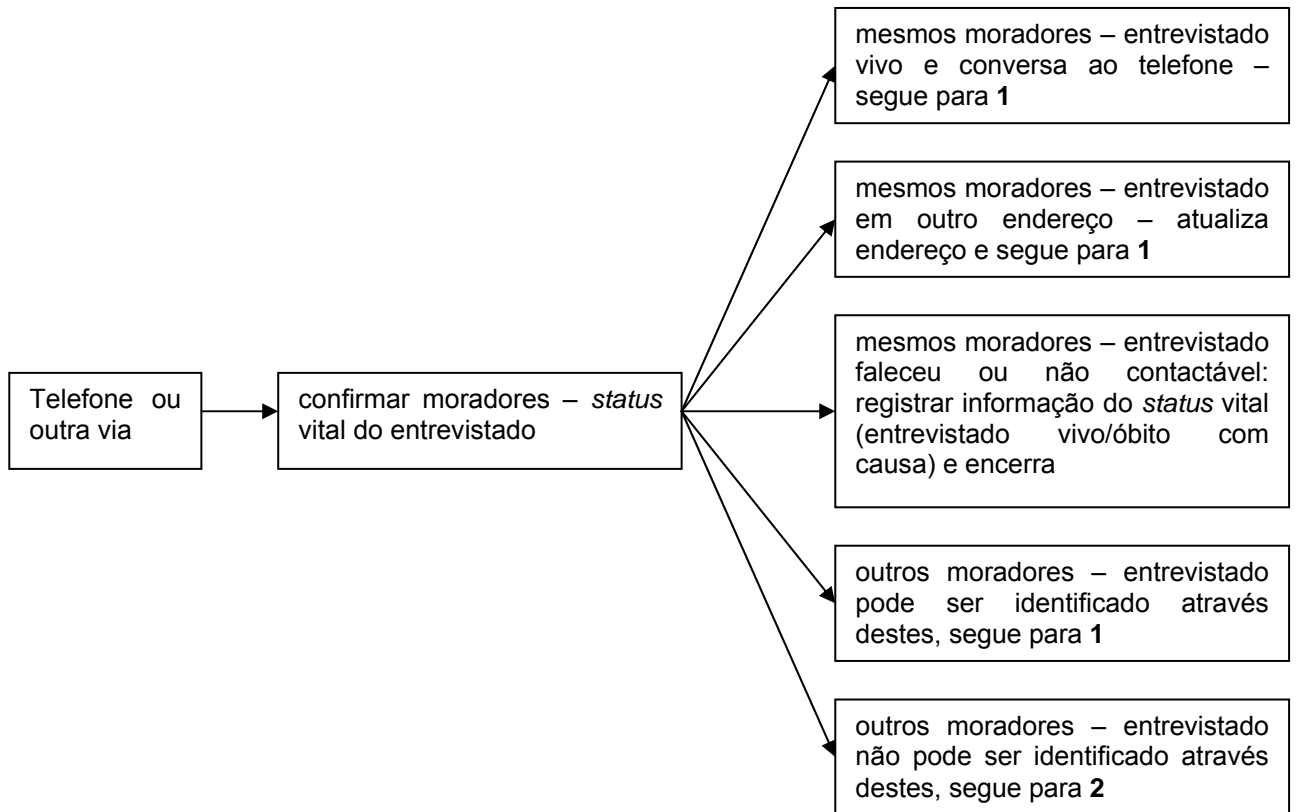 Telefone ou
outra via
confirmar moradores – status
vital do entrevistado
mesmos moradores – entrevistado
vivo e conversa ao telefone –
segue para 1
mesmos moradores – entrevistado
em outro endereço – atualiza
endereço e segue para 1
mesmos moradores – entrevistado
faleceu ou não contactável:
registrar informação do status vital
(entrevistado vivo/óbito com
causa) e encerra
outros moradores – entrevistado
pode ser identificado através
destes, segue para 1
outros moradores – entrevistado
não pode ser identificado através
destes, segue para 2